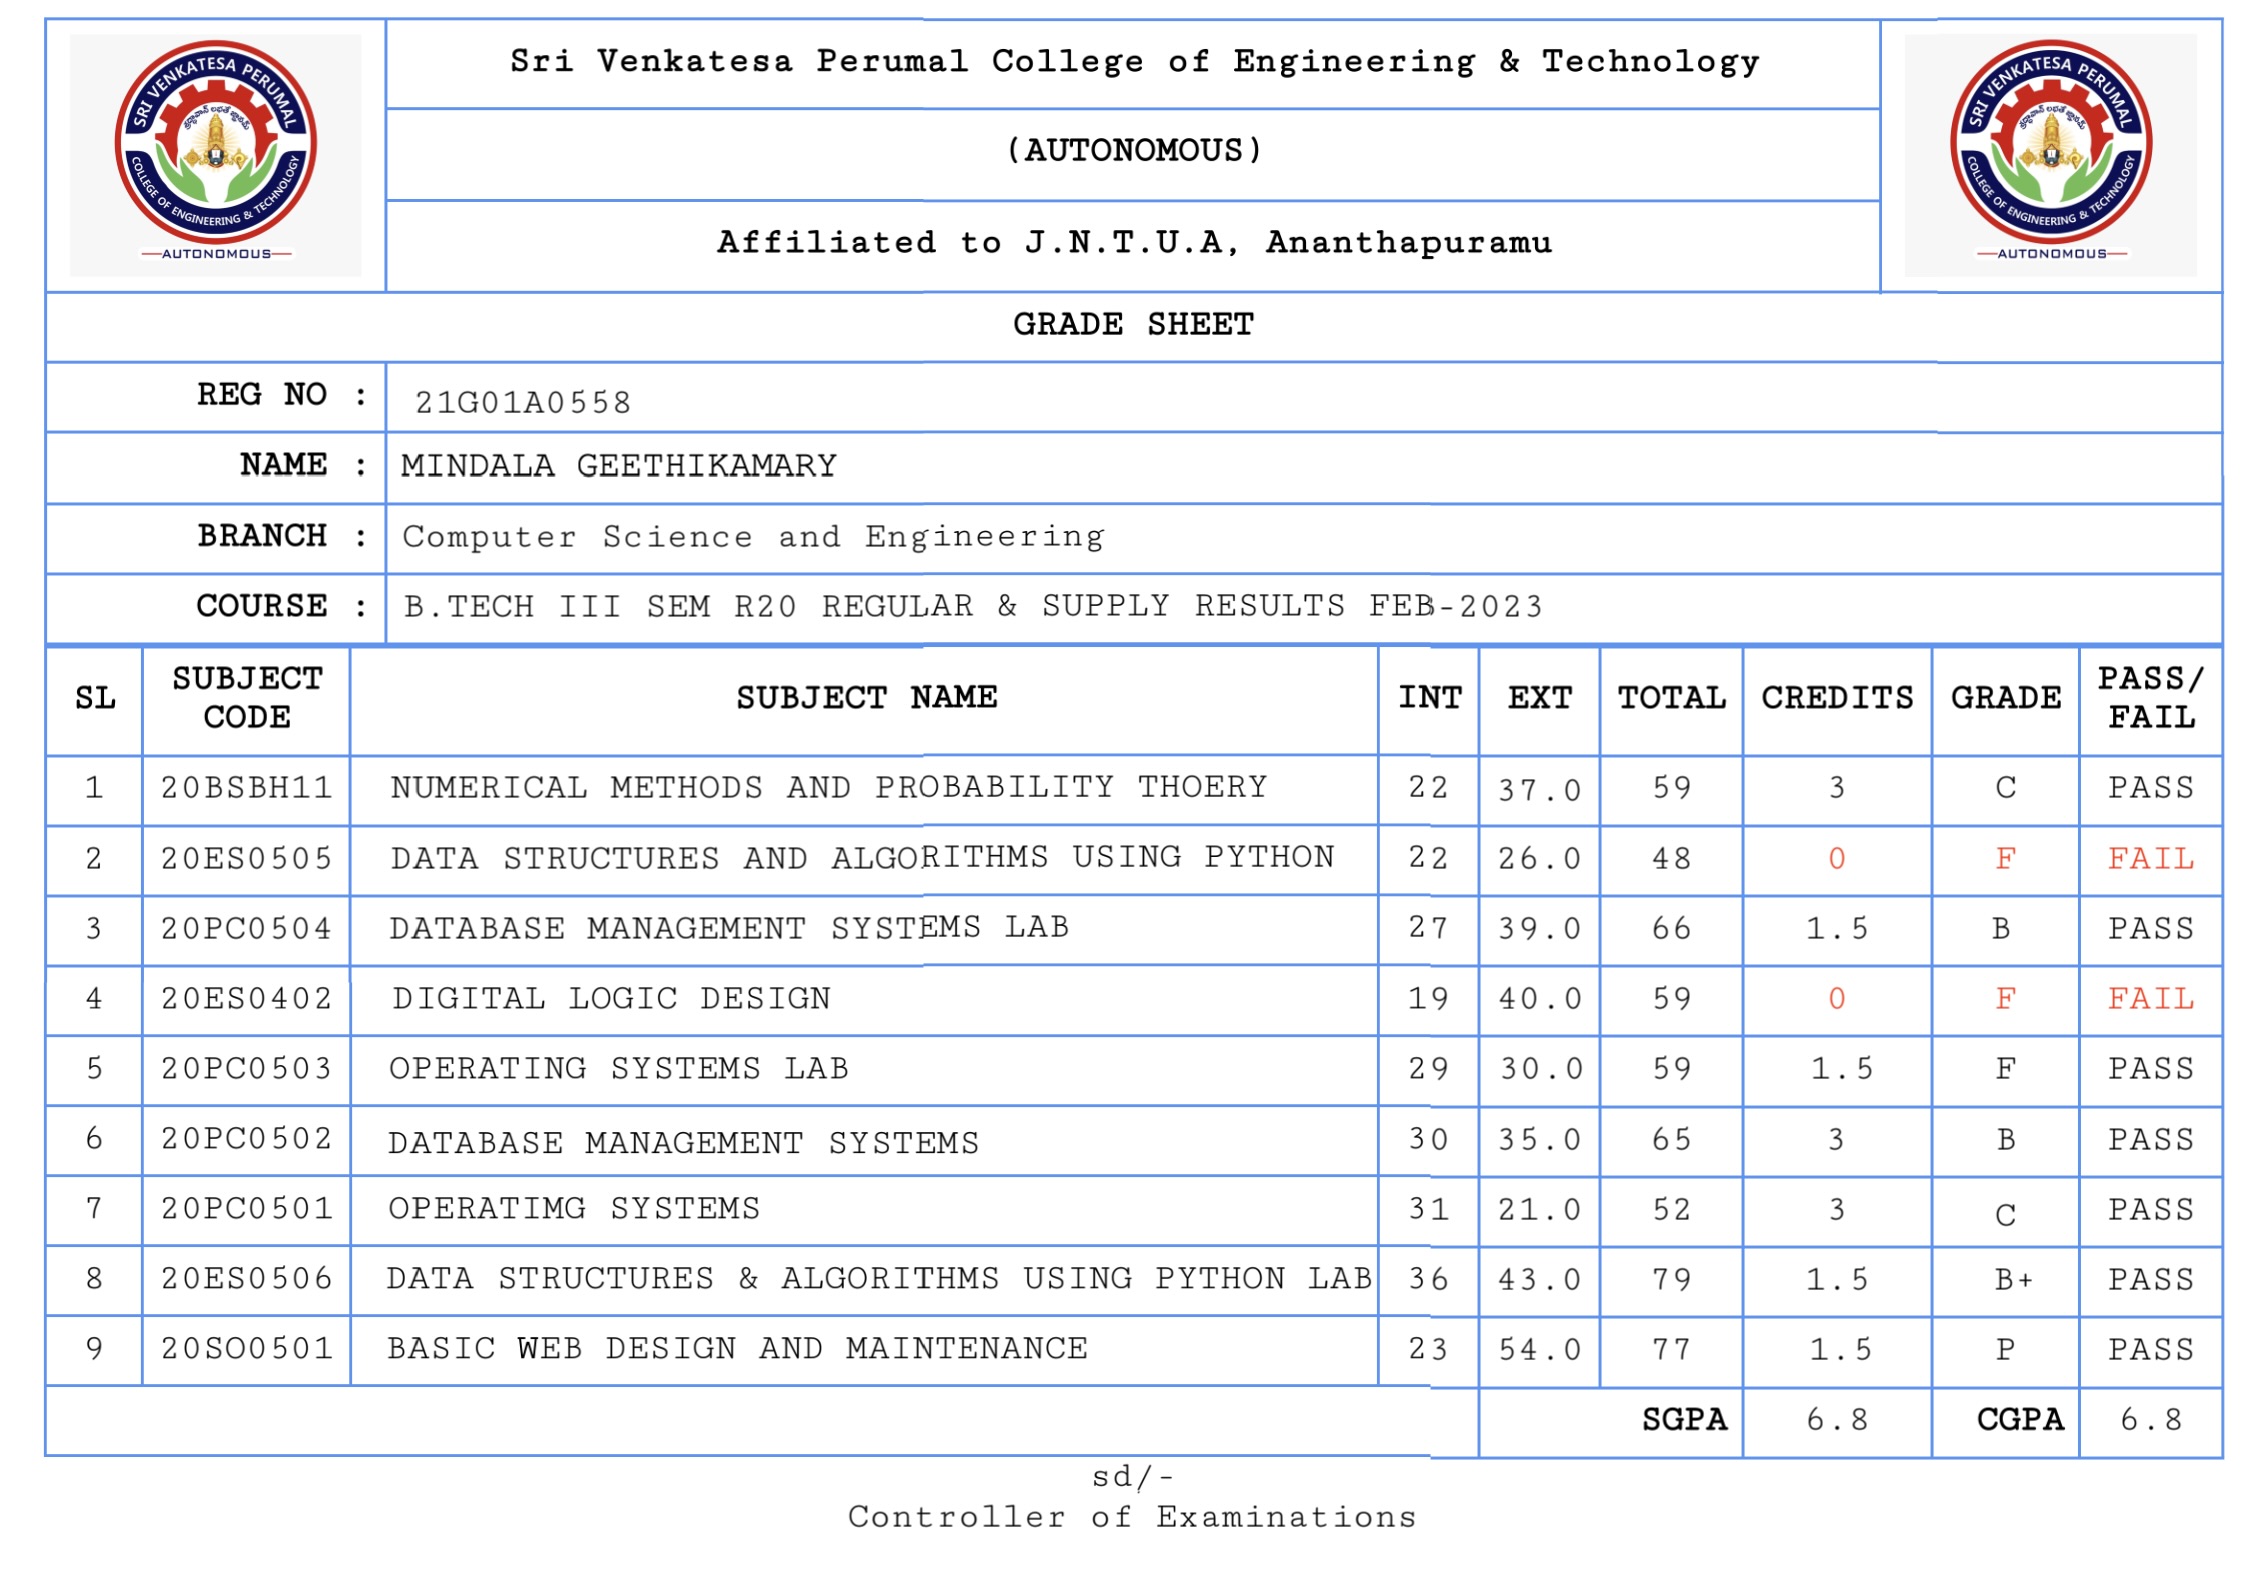 SRI VENKATESA PERUMAL
COLLEGE OF ENGINEERING & TECHNOLOGY
AUTONOMOUS
Sri Venkatesa Perumal College of Engineering & Technology
(AUTONOMOUS)
Affiliated to J.N.T.U.A, Ananthapuramu
SRI VENKATESA PERUMAL
COLLEGE OF ENGINEERING & TECHNOLOGY
AUTONOMOUS
GRADE SHEET
REG NO : 21G01A0558
NAME : MINDALA GEETHIKAMARY
BRANCH : Computer Science and Engineering
COURSE : B.TECH III SEM R20 REGULAR & SUPPLY RESULTS FEB-2023
SL SUBJECT CODE SUBJECT NAME INT EXT TOTAL CREDITS GRADE PASS/ FAIL
1 20BSBH11 NUMERICAL METHODS AND PROBABILITY THOERY 22 37.0 59 3 C PASS
2 20ES0505 DATA STRUCTURES AND ALGORITHMS USING PYTHON 22 26.0 48 0 F FAIL
3 20PC0504 DATABASE MANAGEMENT SYSTEMS LAB 27 39.0 66 1.5 B PASS
4 20ES0402 DIGITAL LOGIC DESIGN 19 40.0 59 0 F FAIL
5 20PC0503 OPERATING SYSTEMS LAB 29 30.0 59 1.5 F PASS
6 20PC0502 DATABASE MANAGEMENT SYSTEMS 30 35.0 65 3 B PASS
7 20PC0501 OPERATIMG SYSTEMS 31 21.0 52 3 C PASS
8 20ES0506 DATA STRUCTURES & ALGORITHMS USING PYTHON LAB 36 43.0 79 1.5 B+ PASS
9 20SO0501 BASIC WEB DESIGN AND MAINTENANCE 23 54.0 77 1.5 P PASS
SGPA 6.8 CGPA 6.8
sd/-
Controller of Examinations